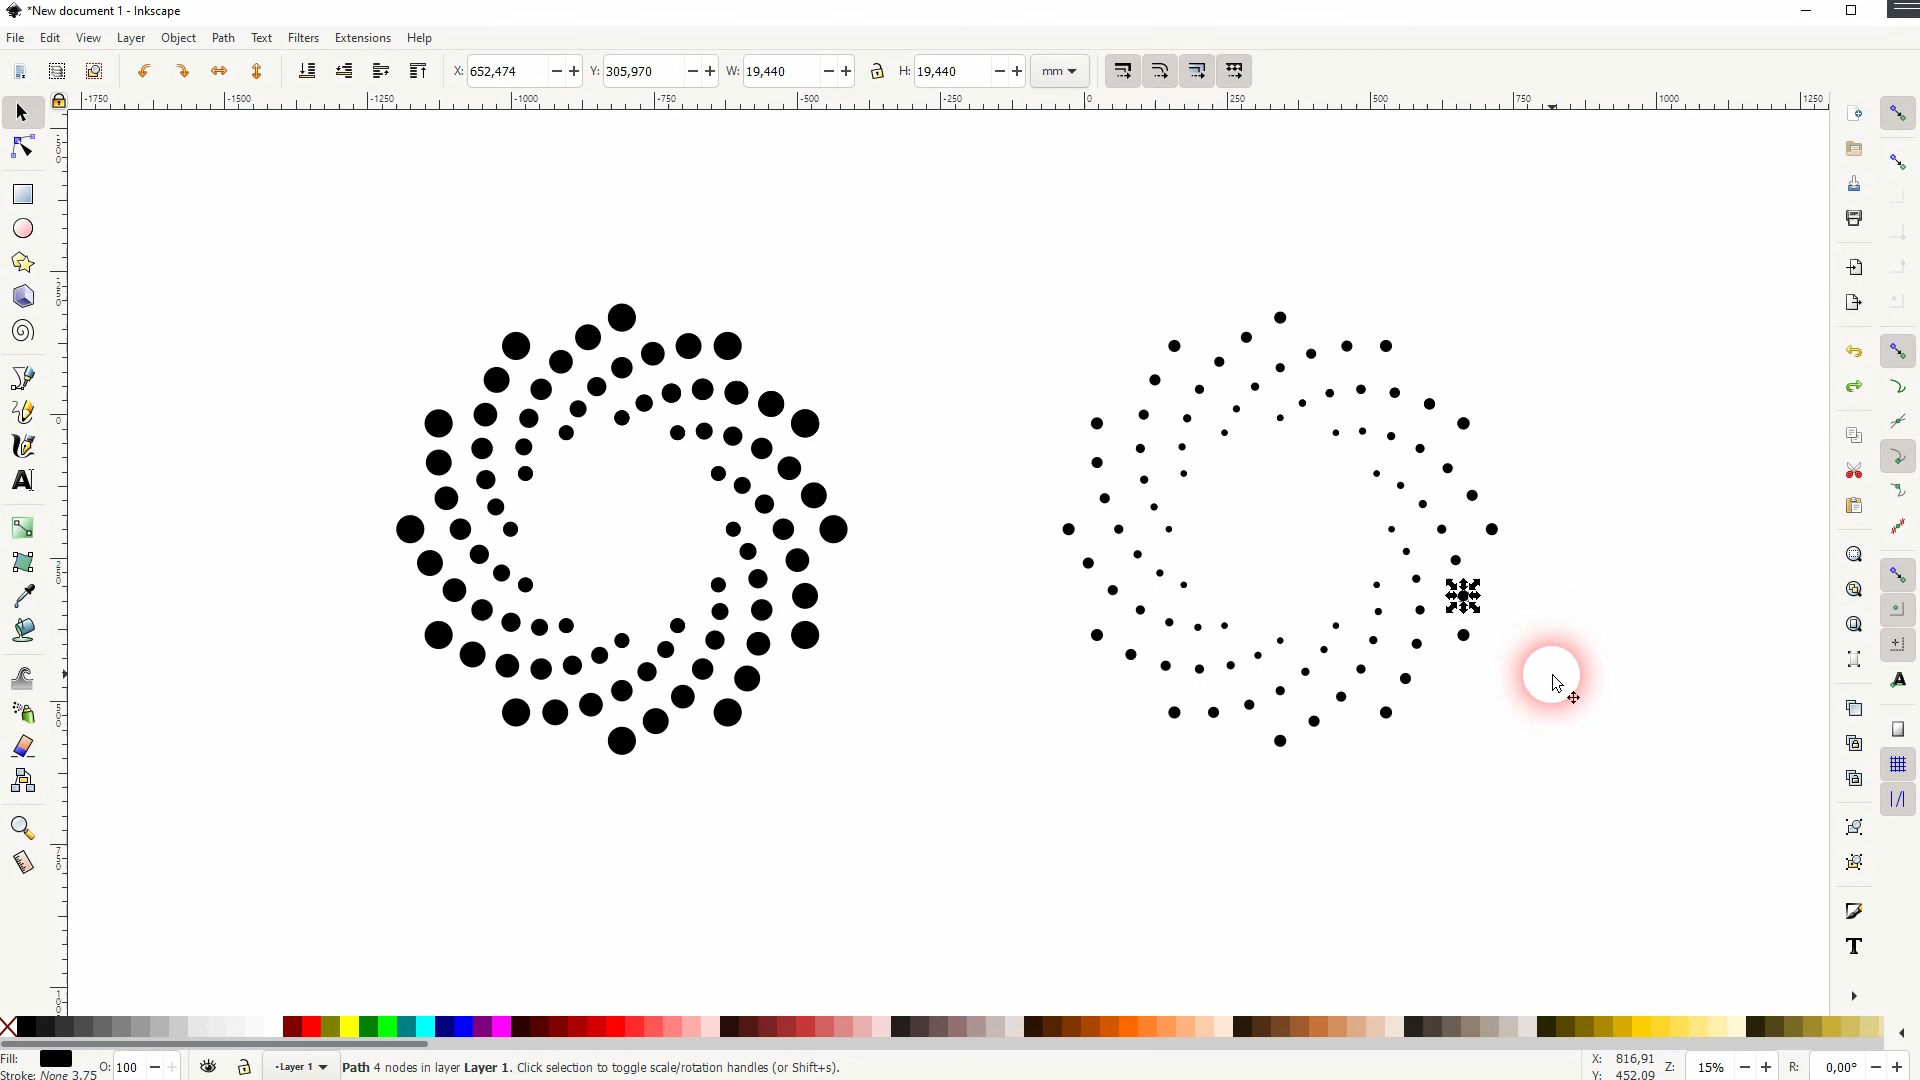 *New document 1 - Inkscape
File Edit View Layer Object Path Filters Text Extensions Help
X: 652,474 Y: 305,970 W: 19,440 H: 19,440 mm
-1750 -1500 -1250 -1000 -750 -500 -250 0 250 500 750 1000 1250
Fill: O: 100 Layer 1 Path 4 nodes in layer Layer 1. Click selection to toggle scale/rotation handles (or Shift+s). X: 816,91 Z: 15% R: 0,00°
Stroke: None 3,75 Y: 452,09